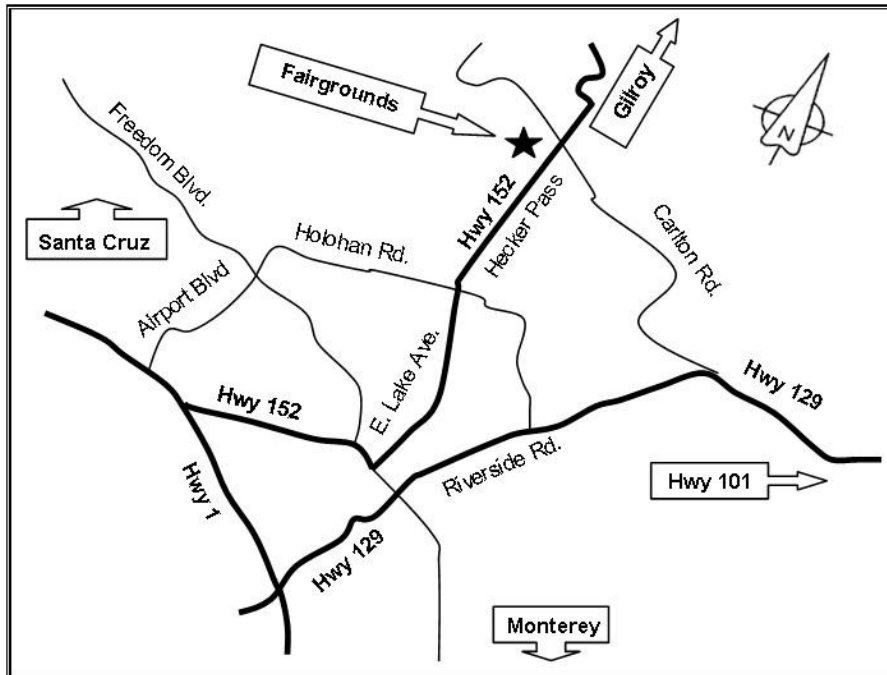 Fairgrounds
Gilroy
N
Freedom Blvd.
Santa Cruz
Holohan Rd.
Hwy 152
Hecker Pass
Carlton Rd.
Airport Blvd
Hwy 152
E. Lake Ave.
Hwy 129
Riverside Rd.
Hwy 101
Hwy 1
Hwy 129
Monterey